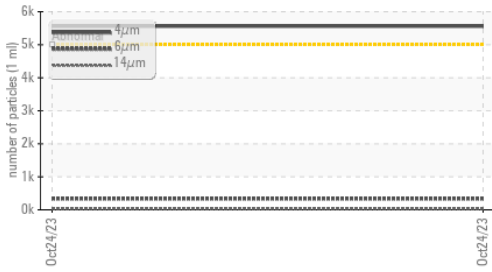 6k
5k
4k
3k
2k
1k
0k
number of particles (1 ml)
Abnormal
4µm
6µm
14µm
Oct24/23
Oct24/23